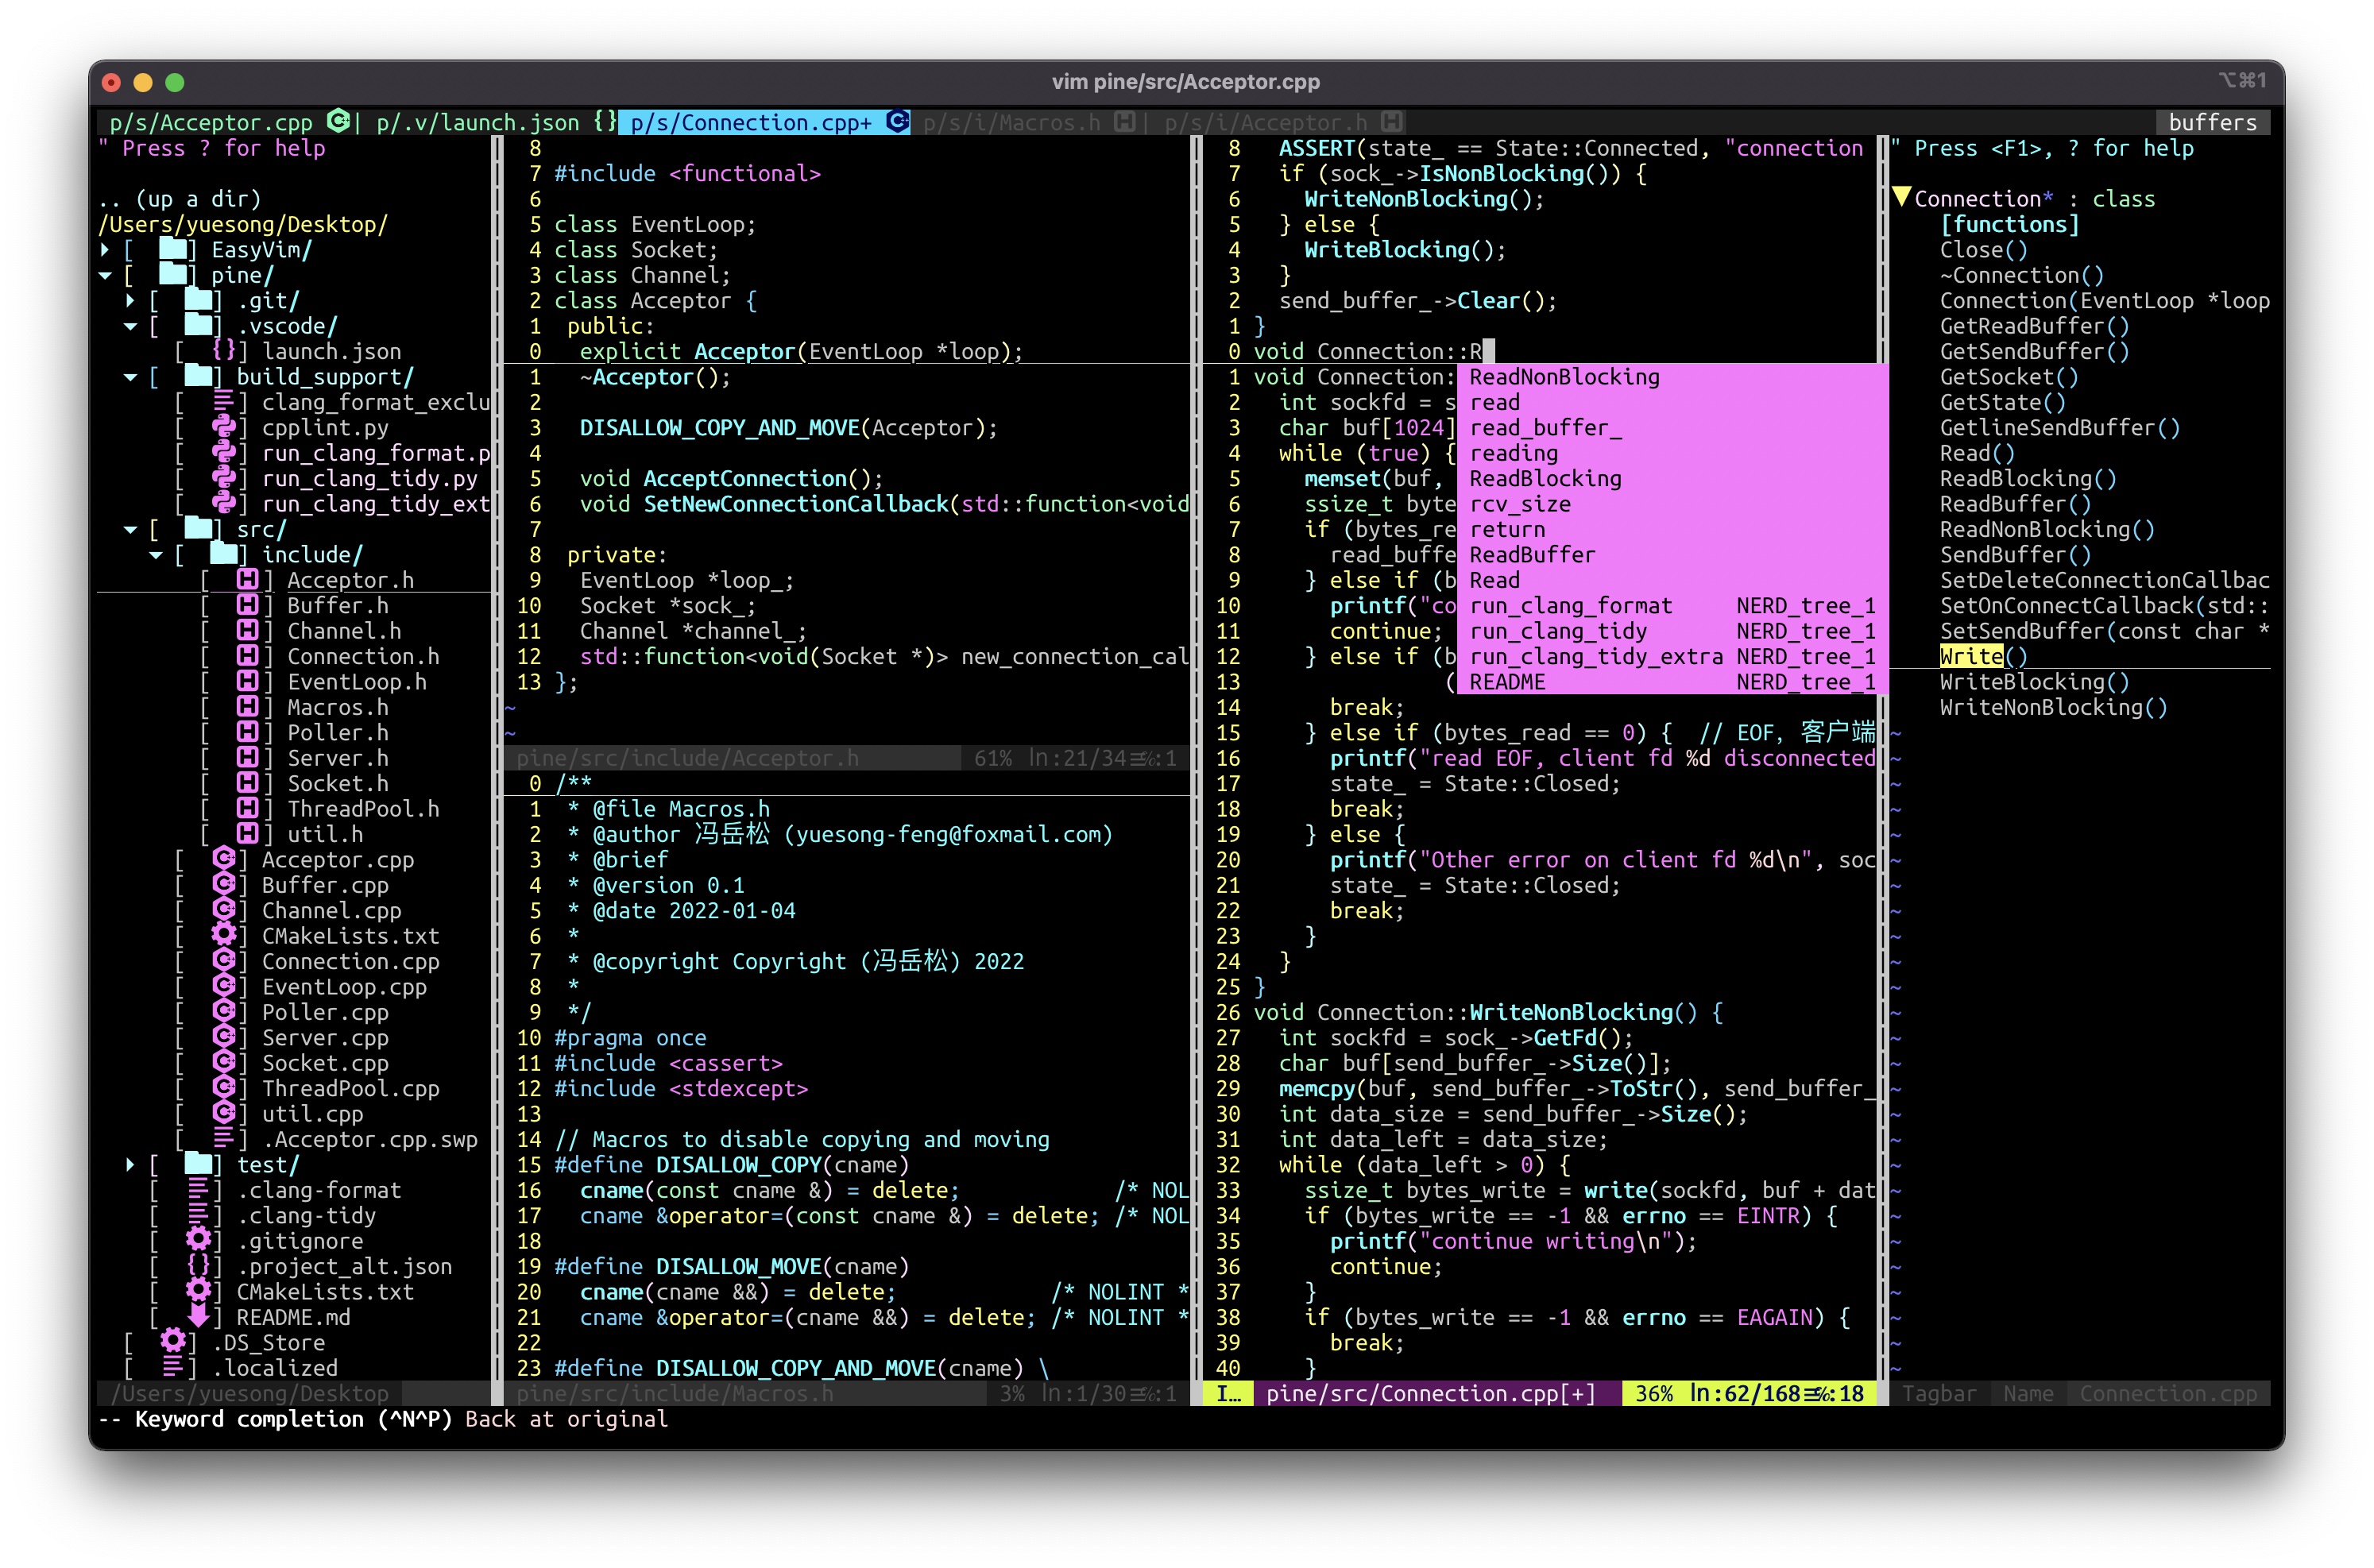 vim pine/src/Acceptor.cpp
⌥⌘1
p/s/Acceptor.cpp | p/.v/launch.json {} p/s/Connection.cpp+ p/s/i/Macros.h | p/s/i/Acceptor.h buffers
" Press ? for help
.. (up a dir)
/Users/yuesong/Desktop/
▸ [ ] EasyVim/
▾ [ ] pine/
▸ [ ] .git/
▾ [ ] .vscode/
[ {} ] launch.json
▾ [ ] build_support/
[ ] clang_format_exclu
[ ] cpplint.py
[ ] run_clang_format.p
[ ] run_clang_tidy.py
[ ] run_clang_tidy_ext
▾ [ ] src/
▾ [ ] include/
[ H ] Acceptor.h
[ H ] Buffer.h
[ H ] Channel.h
[ H ] Connection.h
[ H ] EventLoop.h
[ H ] Macros.h
[ H ] Poller.h
[ H ] Server.h
[ H ] Socket.h
[ H ] ThreadPool.h
[ H ] util.h
[ ] Acceptor.cpp
[ ] Buffer.cpp
[ ] Channel.cpp
[ ] CMakeLists.txt
[ ] Connection.cpp
[ ] EventLoop.cpp
[ ] Poller.cpp
[ ] Server.cpp
[ ] Socket.cpp
[ ] ThreadPool.cpp
[ ] util.cpp
[ ] .Acceptor.cpp.swp
▸ [ ] test/
[ ] .clang-format
[ ] .clang-tidy
[ ] .gitignore
[ {} ] .project_alt.json
[ ] CMakeLists.txt
[ ] README.md
[ ] .DS_Store
[ ] .localized
/Users/yuesong/Desktop
8
7 #include <functional>
6
5 class EventLoop;
4 class Socket;
3 class Channel;
2 class Acceptor {
1  public:
0   explicit Acceptor(EventLoop *loop);
1   ~Acceptor();
2
3   DISALLOW_COPY_AND_MOVE(Acceptor);
4
5   void AcceptConnection();
6   void SetNewConnectionCallback(std::function<void
7
8  private:
9   EventLoop *loop_;
10   Socket *sock_;
11   Channel *channel_;
12   std::function<void(Socket *)> new_connection_cal
13 };
~
~
pine/src/include/Acceptor.h 61% ln:21/34≡%:1
0 /**
1  * @file Macros.h
2  * @author 冯岳松 (yuesong-feng@foxmail.com)
3  * @brief
4  * @version 0.1
5  * @date 2022-01-04
6  *
7  * @copyright Copyright (冯岳松) 2022
8  *
9  */
10 #pragma once
11 #include <cassert>
12 #include <stdexcept>
13
14 // Macros to disable copying and moving
15 #define DISALLOW_COPY(cname)
16   cname(const cname &) = delete; /* NOL
17   cname &operator=(const cname &) = delete; /* NOL
18
19 #define DISALLOW_MOVE(cname)
20   cname(cname &&) = delete; /* NOLINT *
21   cname &operator=(cname &&) = delete; /* NOLINT *
22
23 #define DISALLOW_COPY_AND_MOVE(cname) \
pine/src/include/Macros.h 3% ln:1/30≡%:1
8   ASSERT(state_ == State::Connected, "connection
7   if (sock_->IsNonBlocking()) {
6     WriteNonBlocking();
5   } else {
4     WriteBlocking();
3   }
2   send_buffer_->Clear();
1 }
0 void Connection::R
1 void Connection:
2   int sockfd = s
3   char buf[1024]
4   while (true) {
5     memset(buf,
6     ssize_t byte
7     if (bytes_re
8       read_buffe
9     } else if (b
10       printf("co
11       continue;
12     } else if (b
13                (
14       break;
15     } else if (bytes_read == 0) {  // EOF, 客户端
16       printf("read EOF, client fd %d disconnected
17       state_ = State::Closed;
18       break;
19     } else {
20       printf("Other error on client fd %d\n", soc
21       state_ = State::Closed;
22       break;
23     }
24   }
25 }
26 void Connection::WriteNonBlocking() {
27   int sockfd = sock_->GetFd();
28   char buf[send_buffer_->Size()];
29   memcpy(buf, send_buffer_->ToStr(), send_buffer_
30   int data_size = send_buffer_->Size();
31   int data_left = data_size;
32   while (data_left > 0) {
33     ssize_t bytes_write = write(sockfd, buf + dat
34     if (bytes_write == -1 && errno == EINTR) {
35       printf("continue writing\n");
36       continue;
37     }
38     if (bytes_write == -1 && errno == EAGAIN) {
39       break;
40     }
I… pine/src/Connection.cpp[+] 36% ln:62/168≡%:18
ReadNonBlocking
read
read_buffer_
reading
ReadBlocking
rcv_size
return
ReadBuffer
Read
run_clang_format NERD_tree_1
run_clang_tidy NERD_tree_1
run_clang_tidy_extra NERD_tree_1
README NERD_tree_1
" Press <F1>, ? for help
▼Connection* : class
[functions]
Close()
~Connection()
Connection(EventLoop *loop
GetReadBuffer()
GetSendBuffer()
GetSocket()
GetState()
GetlineSendBuffer()
Read()
ReadBlocking()
ReadBuffer()
ReadNonBlocking()
SendBuffer()
SetDeleteConnectionCallbac
SetOnConnectCallback(std::
SetSendBuffer(const char *
Write()
WriteBlocking()
WriteNonBlocking()
Tagbar Name Connection.cpp
-- Keyword completion (^N^P) Back at original